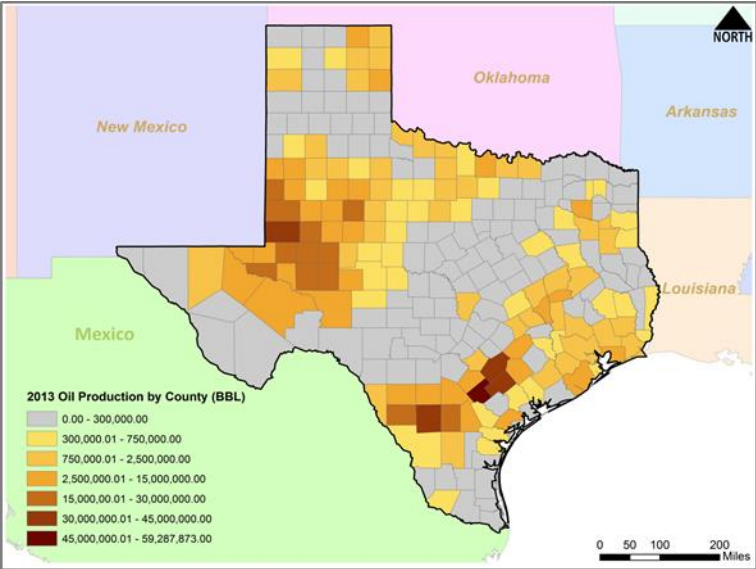 NORTH
Oklahoma
New Mexico
Arkansas
Louisiana
Mexico
2013 Oil Production by County (BBL)
0.00 - 300,000.00
300,000.01 - 750,000.00
750,000.01 - 2,500,000.00
2,500,000.01 - 15,000,000.00
15,000,00.01 - 30,000,000.00
30,000,000.01 - 45,000,000.00
45,000,000.01 - 59,287,873.00
0 50 100 200
Miles